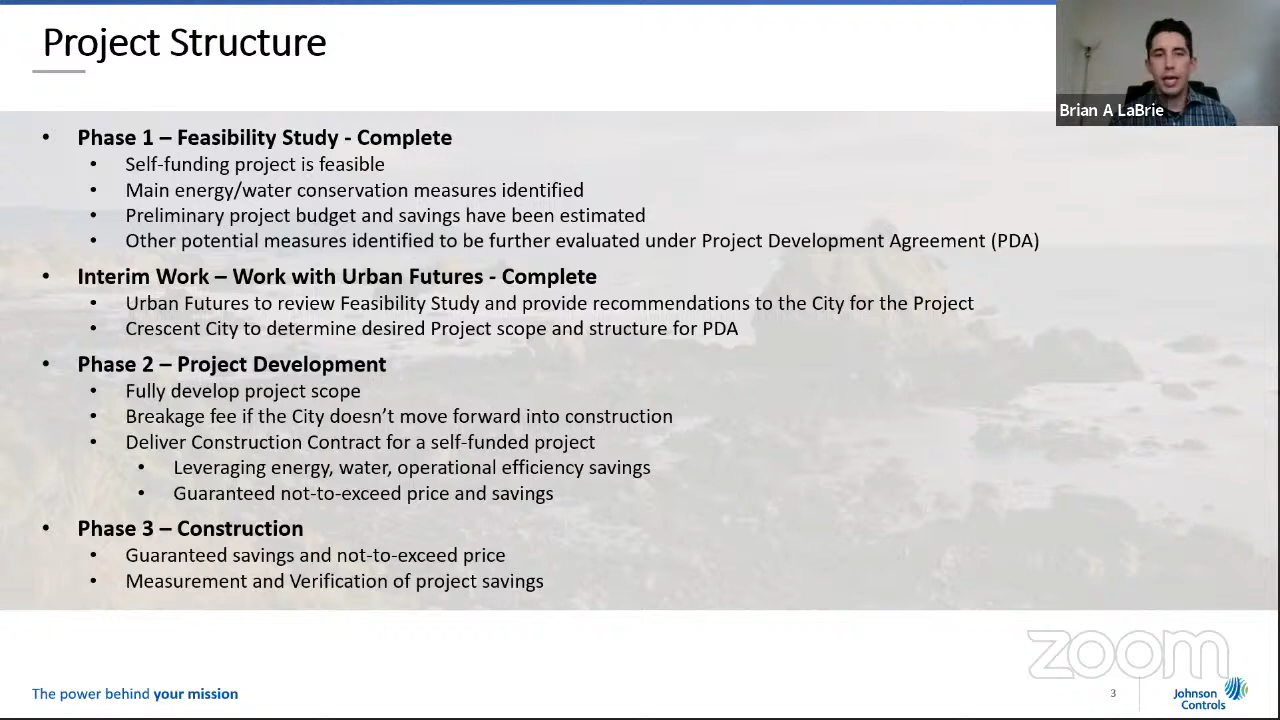 Project Structure
Brian A LaBrie
• Phase 1 – Feasibility Study - Complete
• Self-funding project is feasible
• Main energy/water conservation measures identified
• Preliminary project budget and savings have been estimated
• Other potential measures identified to be further evaluated under Project Development Agreement (PDA)
• Interim Work – Work with Urban Futures - Complete
• Urban Futures to review Feasibility Study and provide recommendations to the City for the Project
• Crescent City to determine desired Project scope and structure for PDA
• Phase 2 – Project Development
• Fully develop project scope
• Breakage fee if the City doesn’t move forward into construction
• Deliver Construction Contract for a self-funded project
• Leveraging energy, water, operational efficiency savings
• Guaranteed not-to-exceed price and savings
• Phase 3 – Construction
• Guaranteed savings and not-to-exceed price
• Measurement and Verification of project savings
zoom
The power behind your mission
3
Johnson
Controls